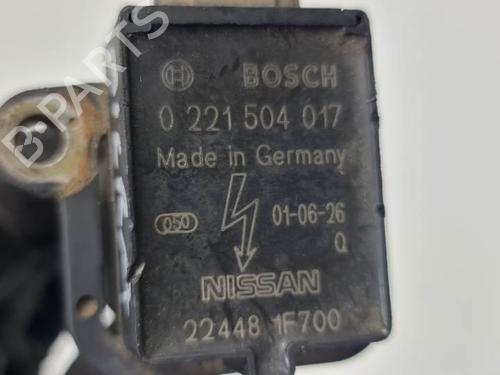 BOSCH
0 221 504 017
Made in Germany
050
01-06-26
Q
NISSAN
22448 1F700
B-PARTS